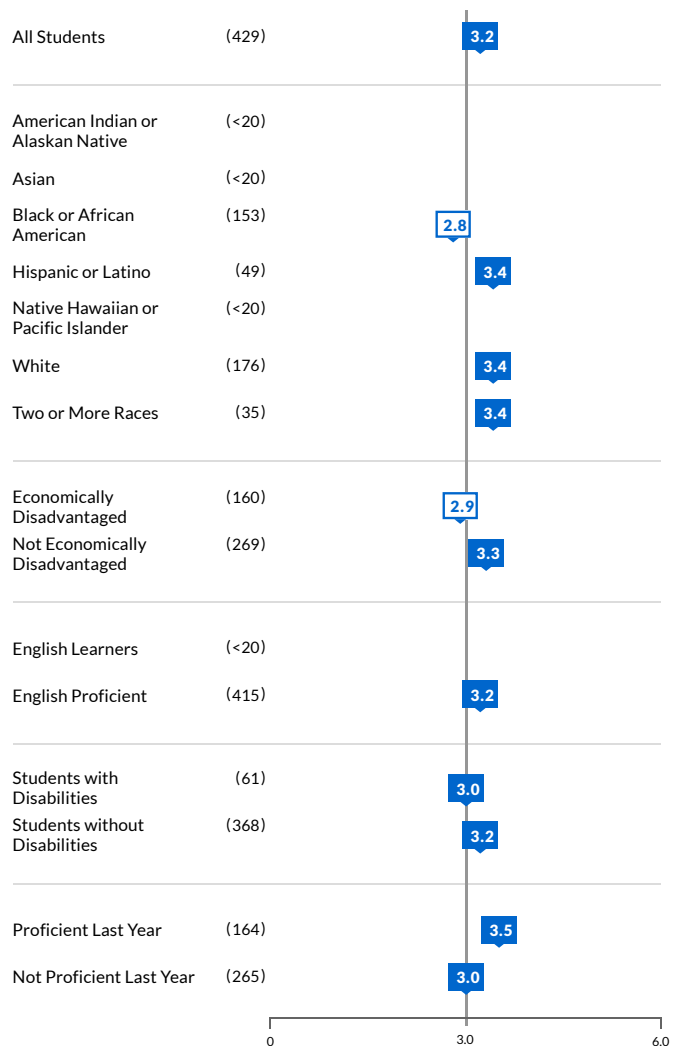 All Students (429) 3.2
American Indian or (<20)
Alaskan Native
Asian (<20)
Black or African (153) 2.8
American
Hispanic or Latino (49) 3.4
Native Hawaiian or (<20)
Pacific Islander
White (176) 3.4
Two or More Races (35) 3.4
Economically (160) 2.9
Disadvantaged
Not Economically (269) 3.3
Disadvantaged
English Learners (<20)
English Proficient (415) 3.2
Students with (61) 3.0
Disabilities
Students without (368) 3.2
Disabilities
Proficient Last Year (164) 3.5
Not Proficient Last Year (265) 3.0
0 3.0 6.0